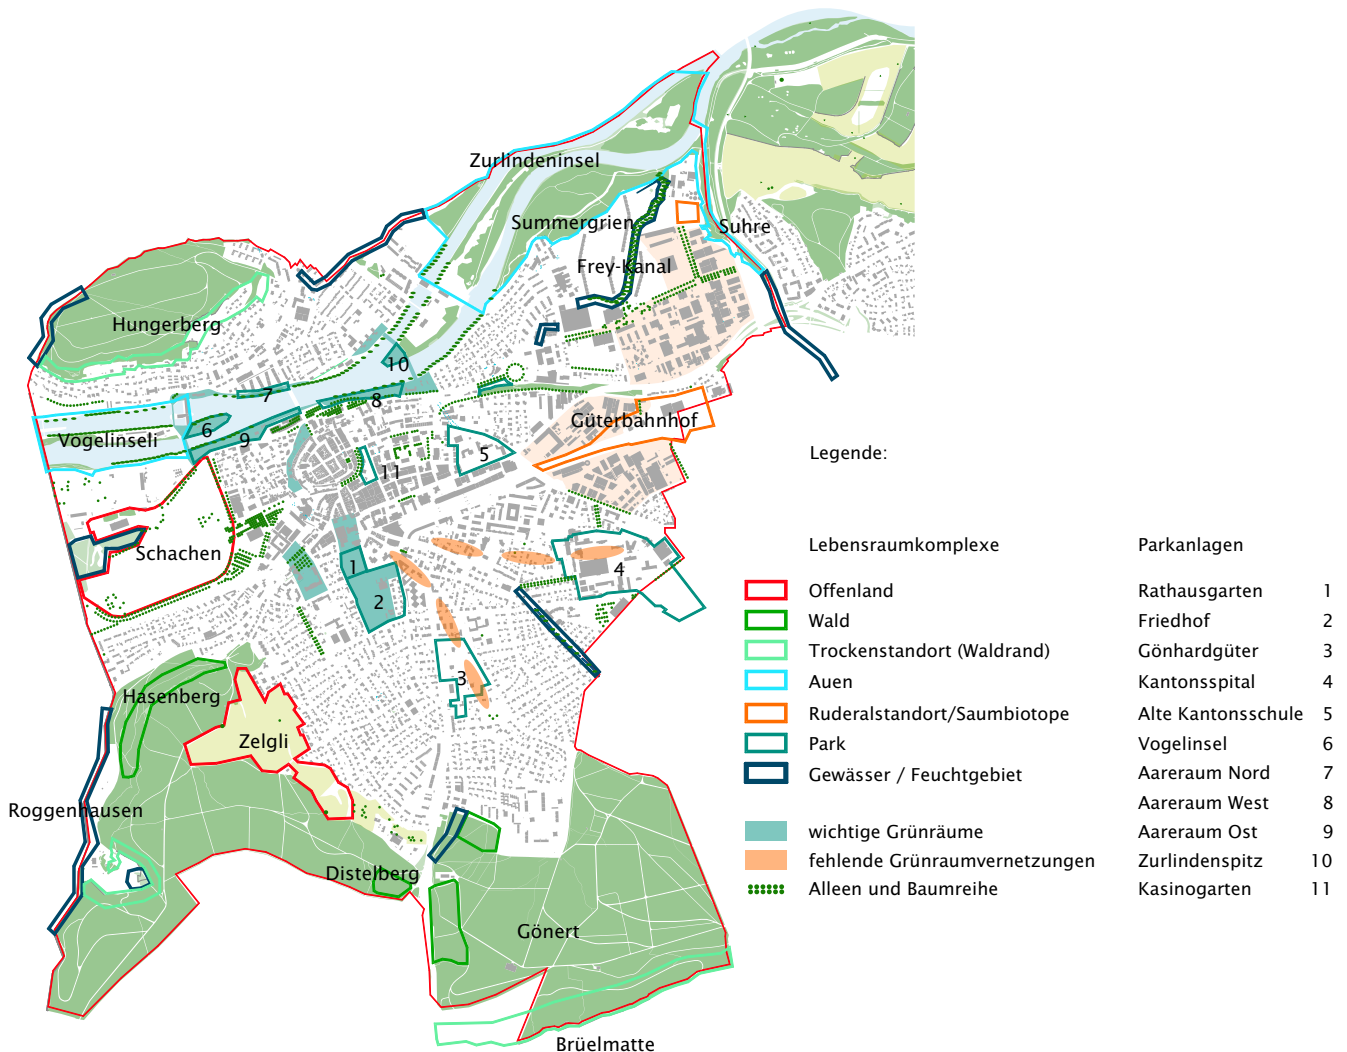 Zurlindeninsel
Summergrien
Suhre
Frey-Kanal
Hungerberg
10
7
8
Vogelinseli
6
9
Güterbahnhof
5
11
Schachen
1
2
4
3
Hasenberg
Zelgli
Roggenhausen
Distelberg
Gönert
Brüelmatte
Legende:
Lebensraumkomplexe
Offenland
Wald
Trockenstandort (Waldrand)
Auen
Ruderalstandort/Saumbiotope
Park
Gewässer / Feuchtgebiet
wichtige Grünräume
fehlende Grünraumvernetzungen
Alleen und Baumreihe
Parkanlagen
Rathausgarten 1
Friedhof 2
Gönhardgüter 3
Kantonsspital 4
Alte Kantonsschule 5
Vogelinsel 6
Aareraum Nord 7
Aareraum West 8
Aareraum Ost 9
Zurlindenspitz 10
Kasinogarten 11